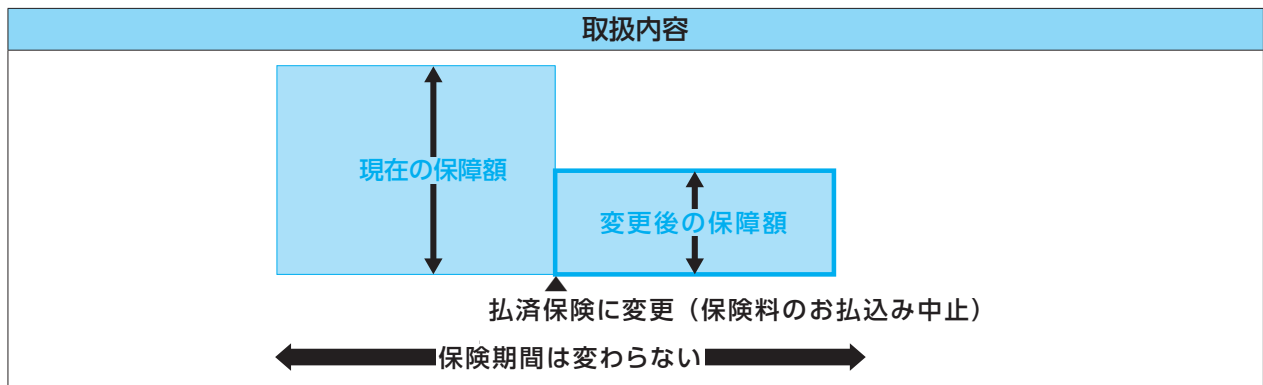 取扱内容
現在の保障額
変更後の保障額
払済保険に変更（保険料のお払込み中止）
保険期間は変わらない